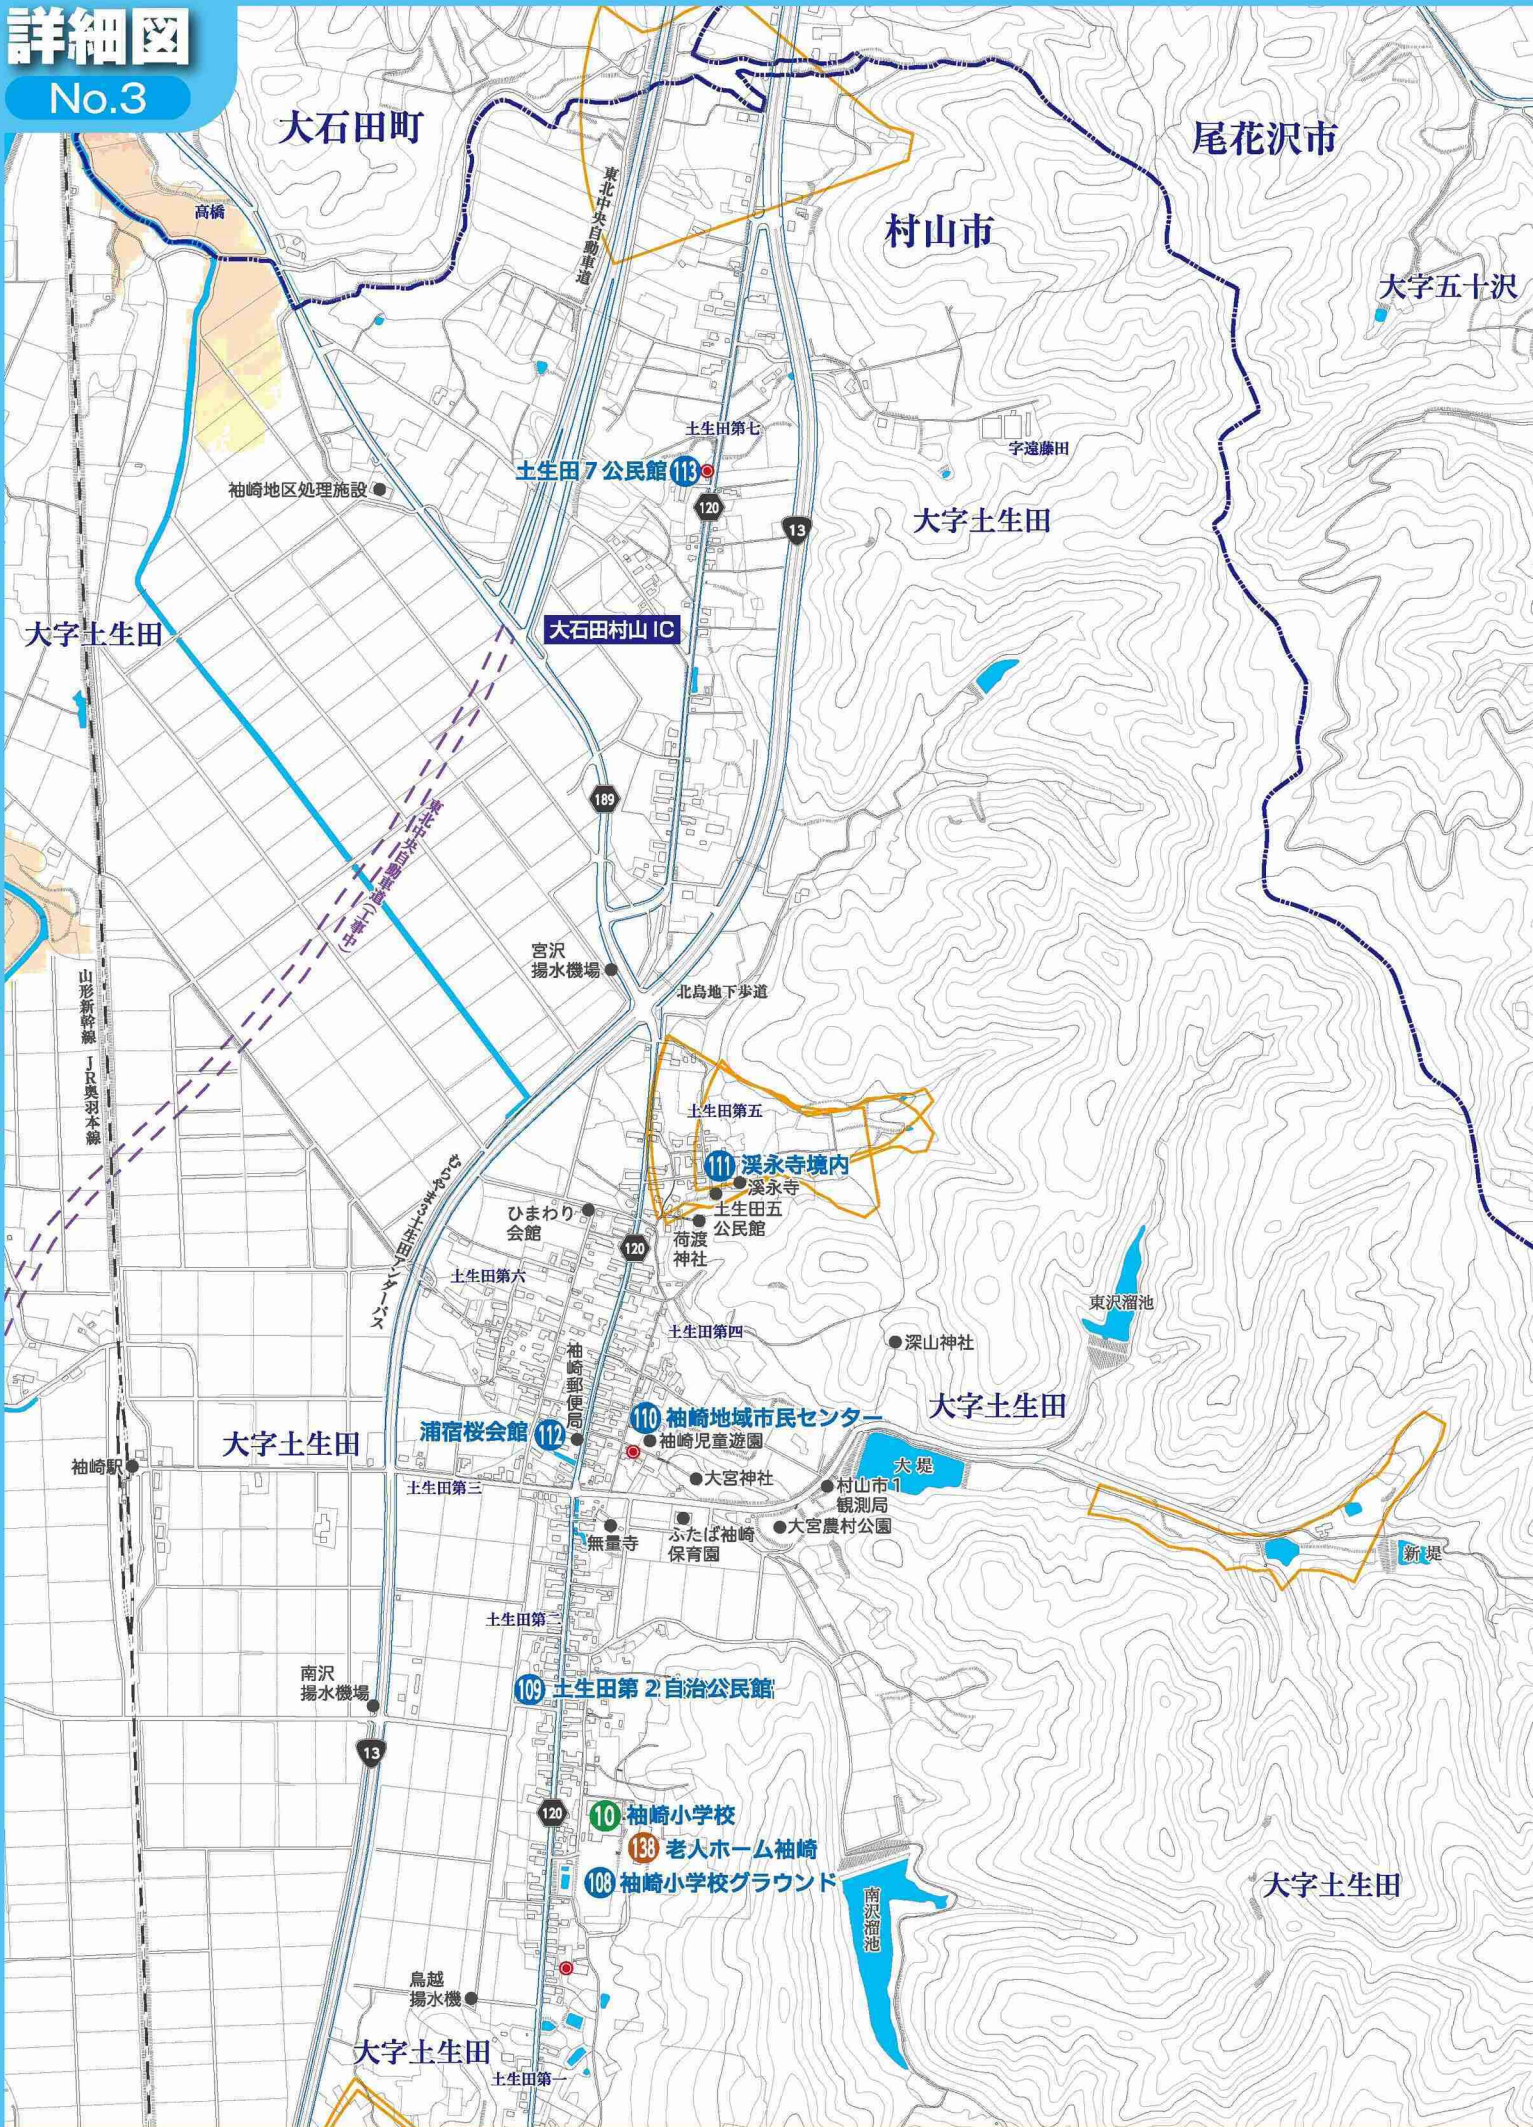 詳細図
No.3
大石田町
尾花沢市
高橋
東北中央自動車道
村山市
大字五十沢
土生田第七
字遠藤田
土生田7公民館 113
袖崎地区処理施設
120
13
大字土生田
大字土生田
大石田村山 IC
189
東北中央自動車道(工事中)
宮沢
揚水機場
山形新幹線 JR奥羽本線
北島地下歩道
土生田第五
111 溪永寺境内
溪永寺
むらやま3土生田アンダーパス
ひまわり
会館
土生田五
公民館
荷渡
神社
120
土生田第六
東沢溜池
土生田第四
深山神社
袖崎郵便局
大字土生田
110 袖崎地域市民センター
浦宿桜会館 112
袖崎児童遊園
大字土生田
袖崎駅
大堤
大宮神社
土生田第三
村山市1
観測局
大宮農村公園
ふたば袖崎
保育園
無量寺
新堤
土生田第二
南沢
揚水機場
109 土生田第2自治公民館
13
120
10 袖崎小学校
138 老人ホーム袖崎
108 袖崎小学校グラウンド
大字土生田
南沢溜池
鳥越
揚水機
大字土生田
土生田第一